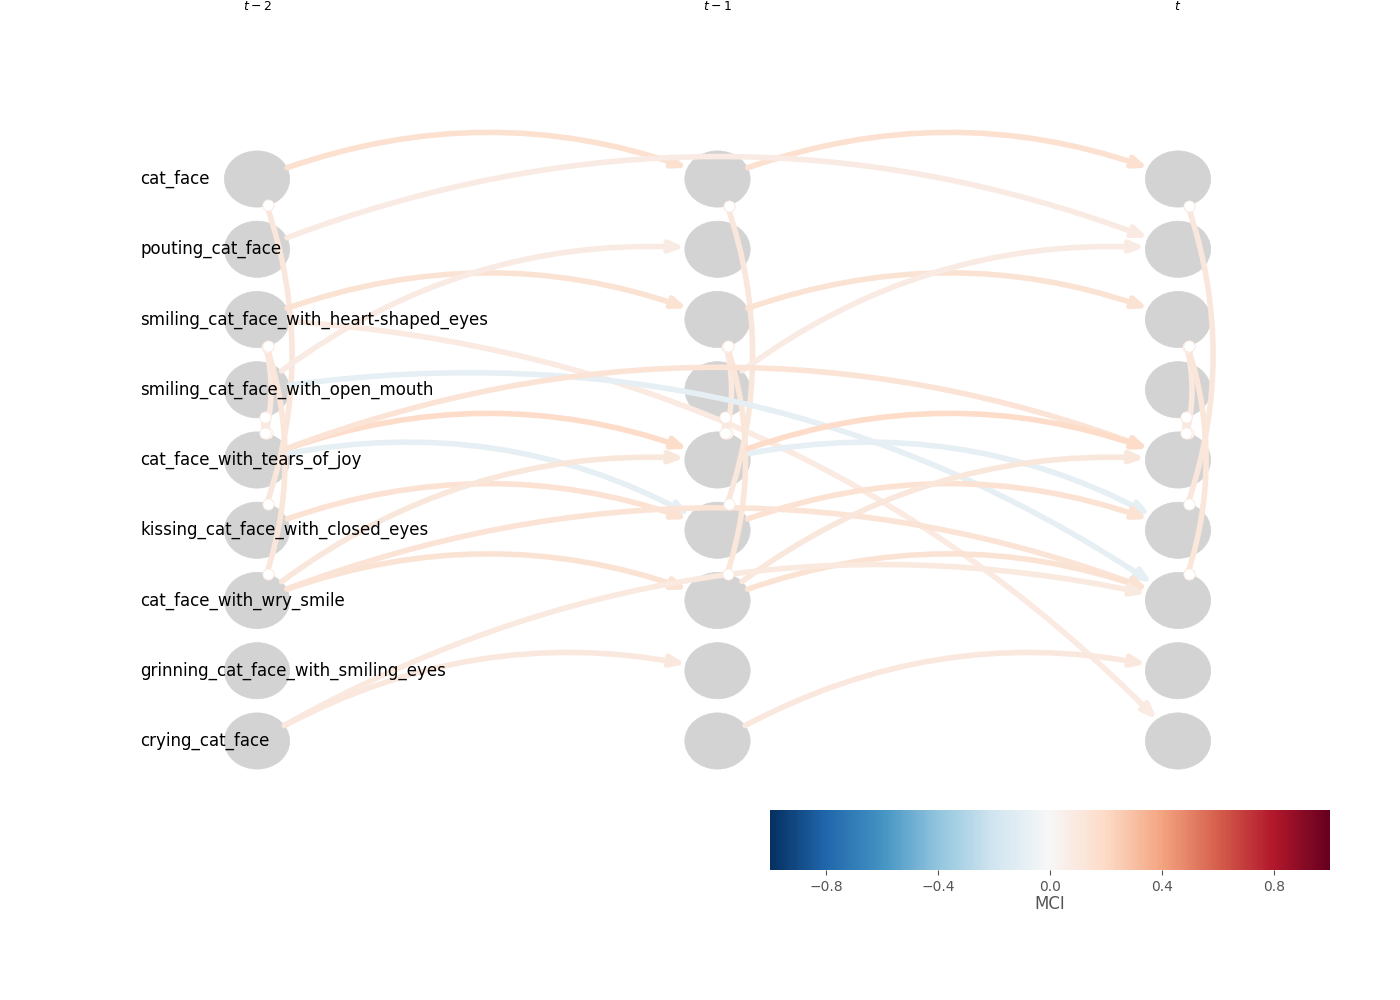 t − 2 t − 1 t
cat_face
pouting_cat_face
smiling_cat_face_with_heart-shaped_eyes
smiling_cat_face_with_open_mouth
cat_face_with_tears_of_joy
kissing_cat_face_with_closed_eyes
cat_face_with_wry_smile
grinning_cat_face_with_smiling_eyes
crying_cat_face
−0.8 −0.4 0.0 0.4 0.8
MCI